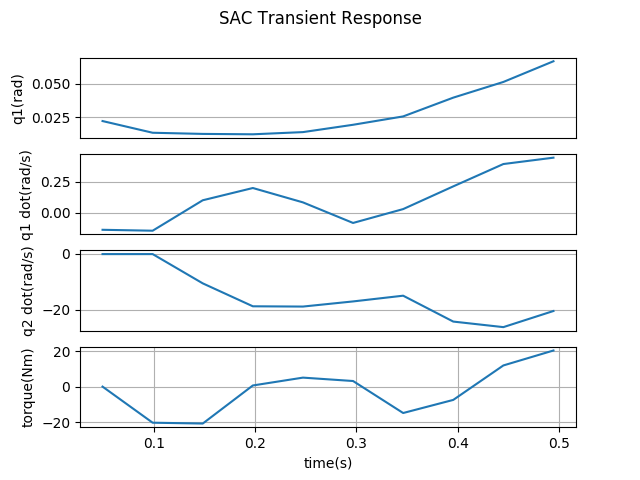 SAC Transient Response
q1(rad)
0.050
0.025
q1 dot(rad/s)
0.25
0.00
q2 dot(rad/s)
0
−20
torque(Nm)
20
0
−20
0.1 0.2 0.3 0.4 0.5
time(s)